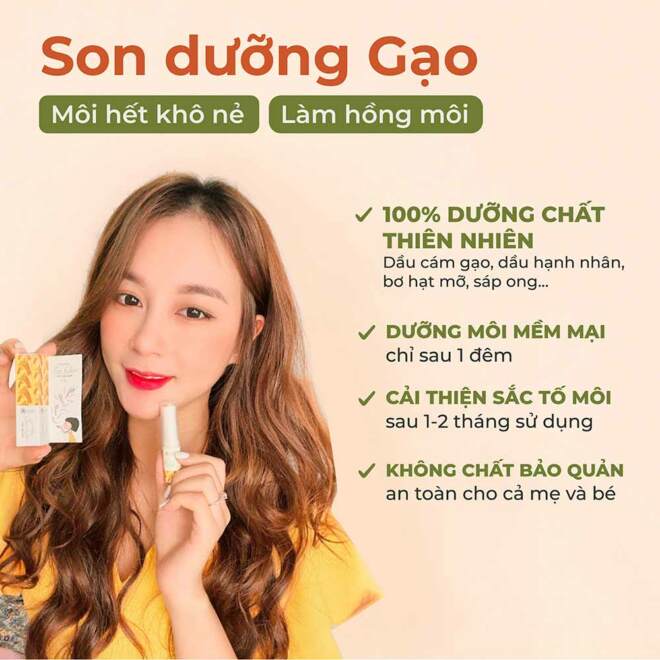 Son dưỡng Gạo
Môi hết khô nẻ
Làm hồng môi
100% DƯỠNG CHẤT
THIÊN NHIÊN
Dầu cám gạo, dầu hạnh nhân,
bơ hạt mỡ, sáp ong...
DƯỠNG MÔI MỀM MẠI
chỉ sau 1 đêm
CẢI THIỆN SẮC TỐ MÔI
sau 1-2 tháng sử dụng
KHÔNG CHẤT BẢO QUẢN
an toàn cho cả mẹ và bé